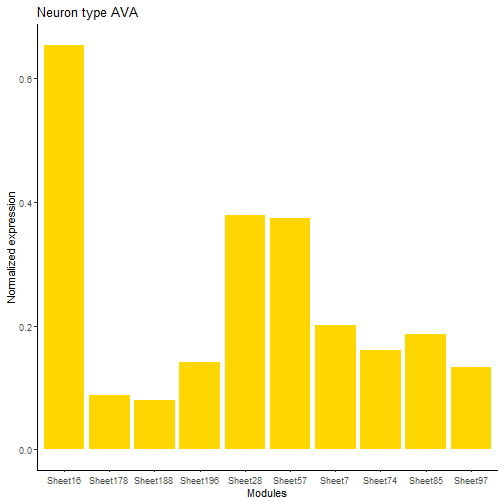 Neuron type AVA
Normalized expression
0.6
0.4
0.2
0.0
Sheet16 Sheet178 Sheet188 Sheet196 Sheet28 Sheet57 Sheet7 Sheet74 Sheet85 Sheet97
Modules